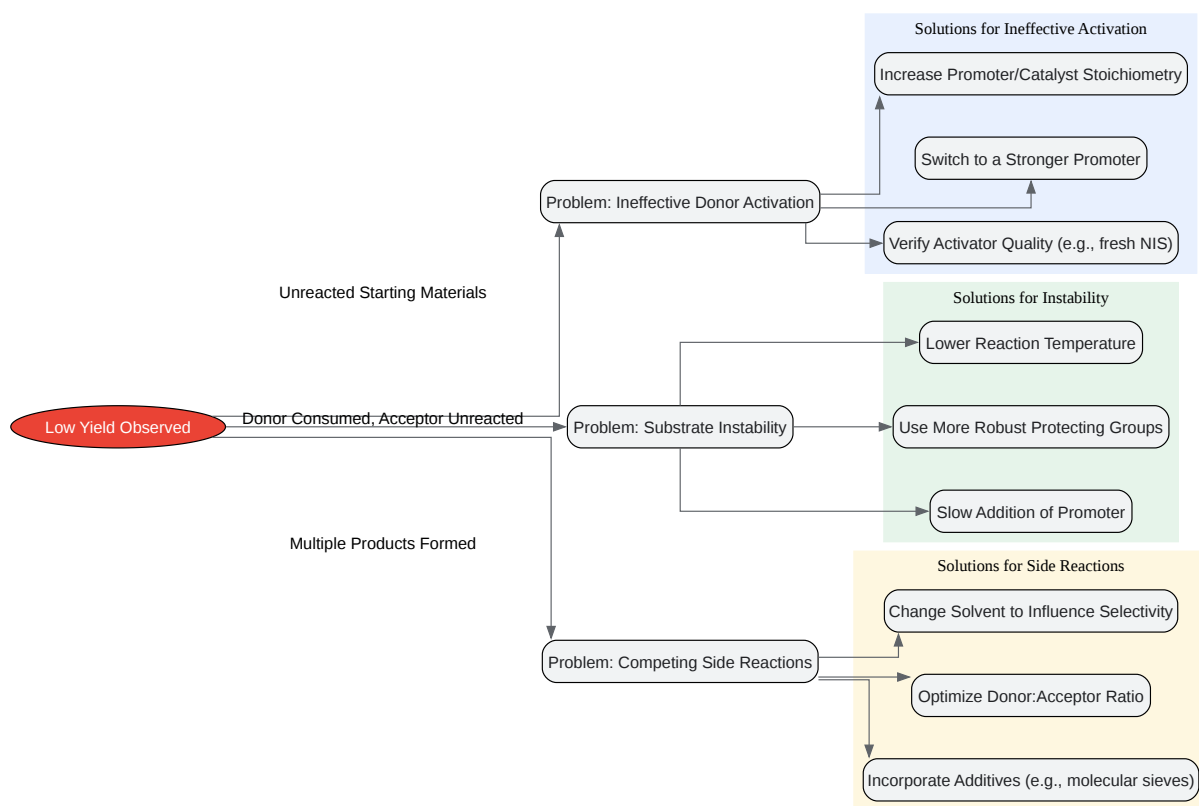 Solutions for Ineffective Activation
Increase Promoter/Catalyst Stoichiometry
Switch to a Stronger Promoter
Problem: Ineffective Donor Activation
Verify Activator Quality (e.g., fresh NIS)
Unreacted Starting Materials
Solutions for Instability
Lower Reaction Temperature
Low Yield Observed
Donor Consumed, Acceptor Unreacted
Problem: Substrate Instability
Use More Robust Protecting Groups
Slow Addition of Promoter
Multiple Products Formed
Solutions for Side Reactions
Change Solvent to Influence Selectivity
Problem: Competing Side Reactions
Optimize Donor:Acceptor Ratio
Incorporate Additives (e.g., molecular sieves)